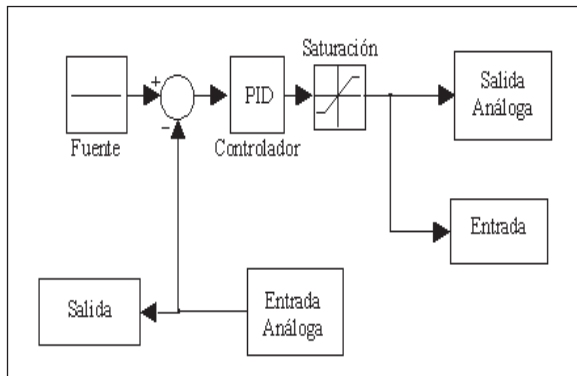 Saturación
+
-
PID
Fuente
Controlador
Salida
Análoga
Entrada
Salida
Entrada
Análoga